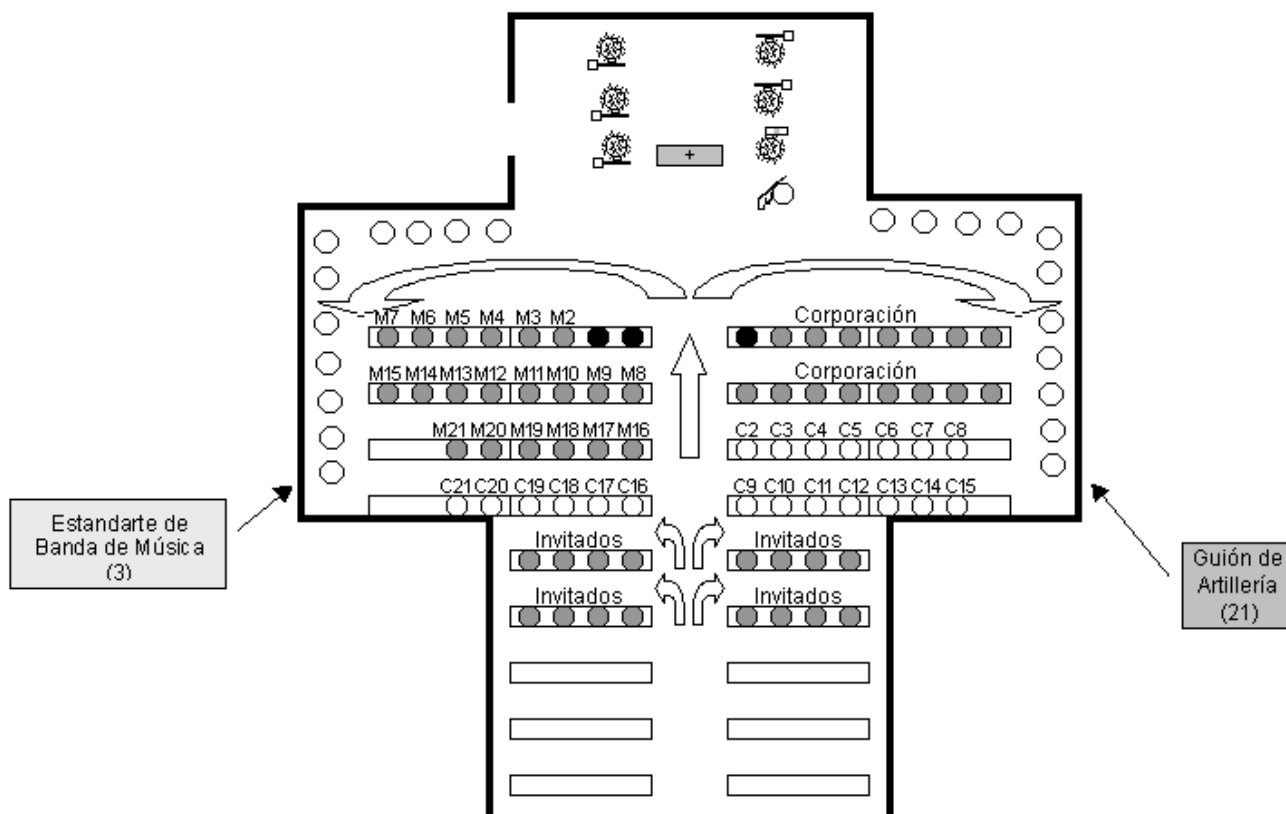 +
Corporación
M7 M6 M5 M4 M3 M2
Corporación
M15 M14 M13 M12 M11 M10 M9 M8
M21 M20 M19 M18 M17 M16
C2 C3 C4 C5 C6 C7 C8
C21 C20 C19 C18 C17 C16
C9 C10 C11 C12 C13 C14 C15
Estandarte de
Banda de Música
(3)
Invitados
Invitados
Guión de
Artillería
(21)
Invitados
Invitados